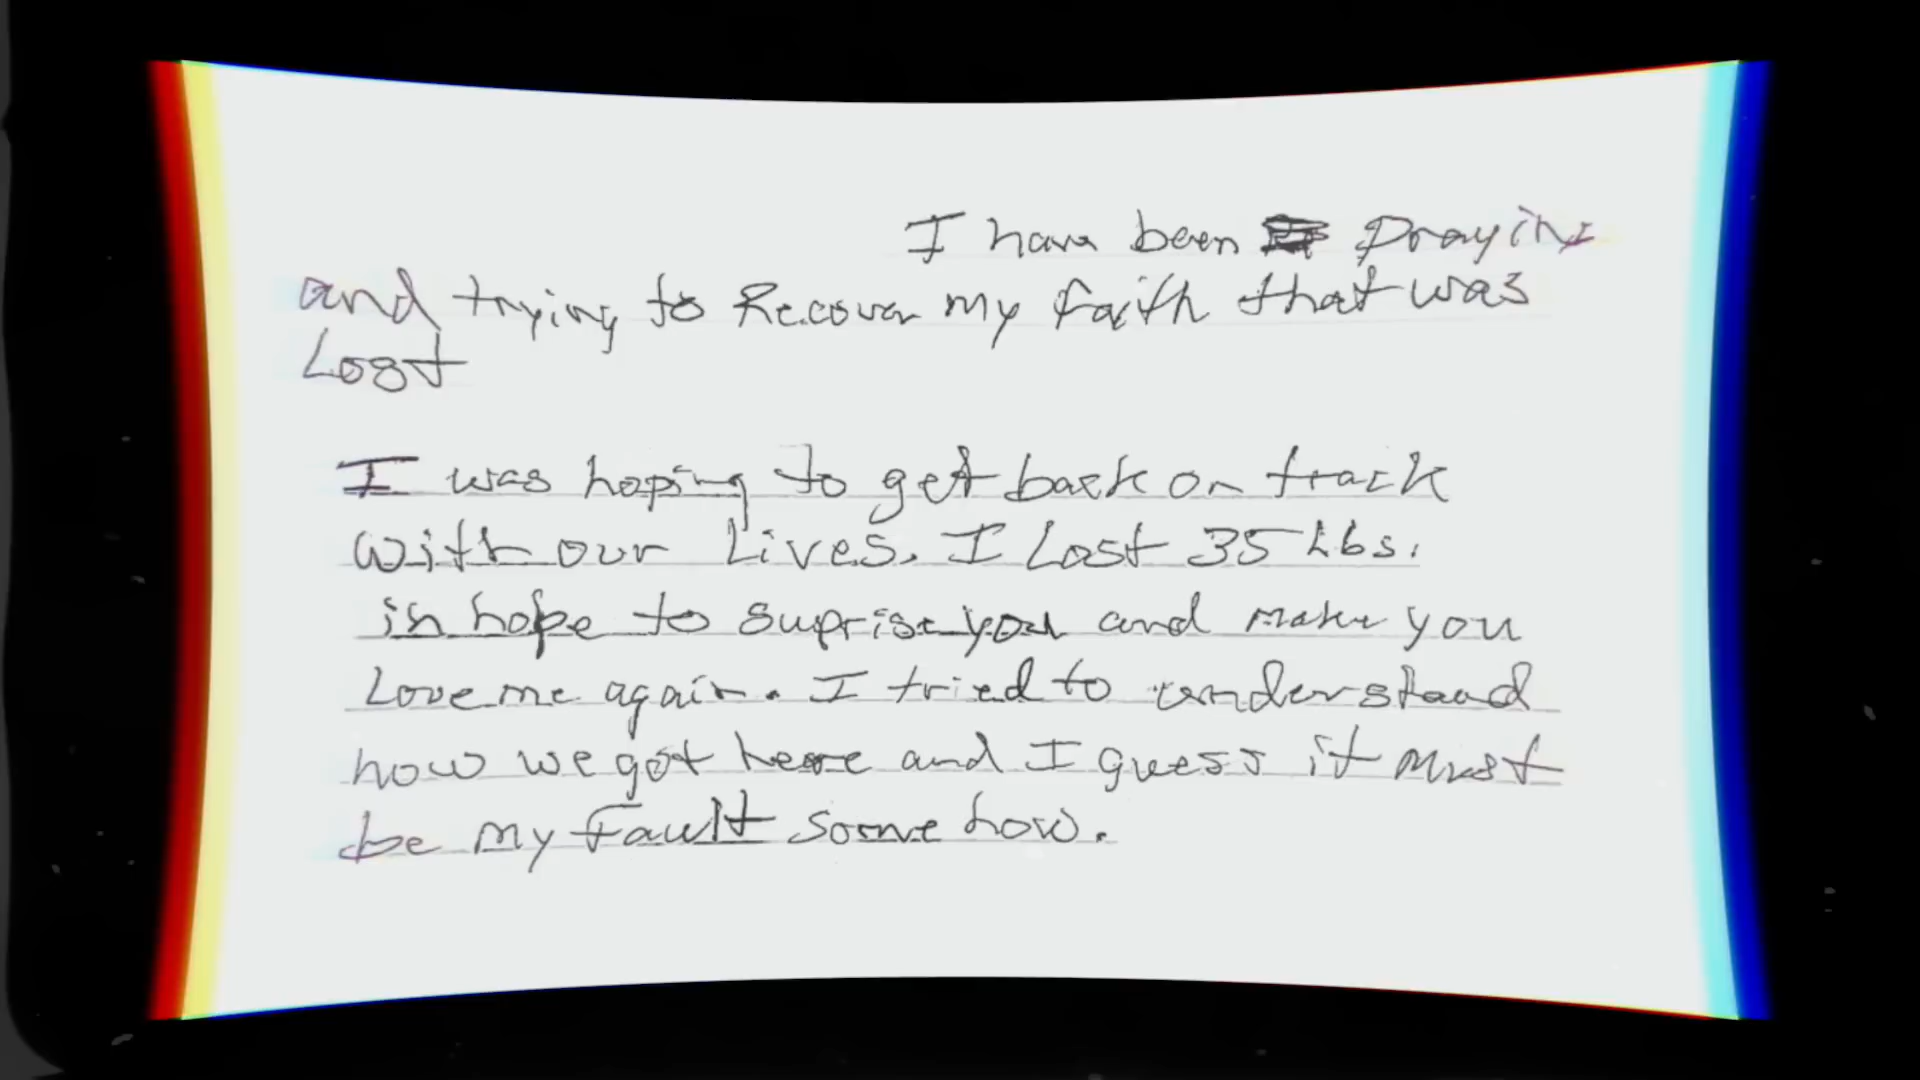 I have been praying
and trying to Recover my faith that was
Lost
I was hoping to get back on track
with our Lives. I Lost 35 Lbs.
in hope to suprise you and make you
Love me again. I tried to understand
how we got here and I guess it must
be my fault some how.